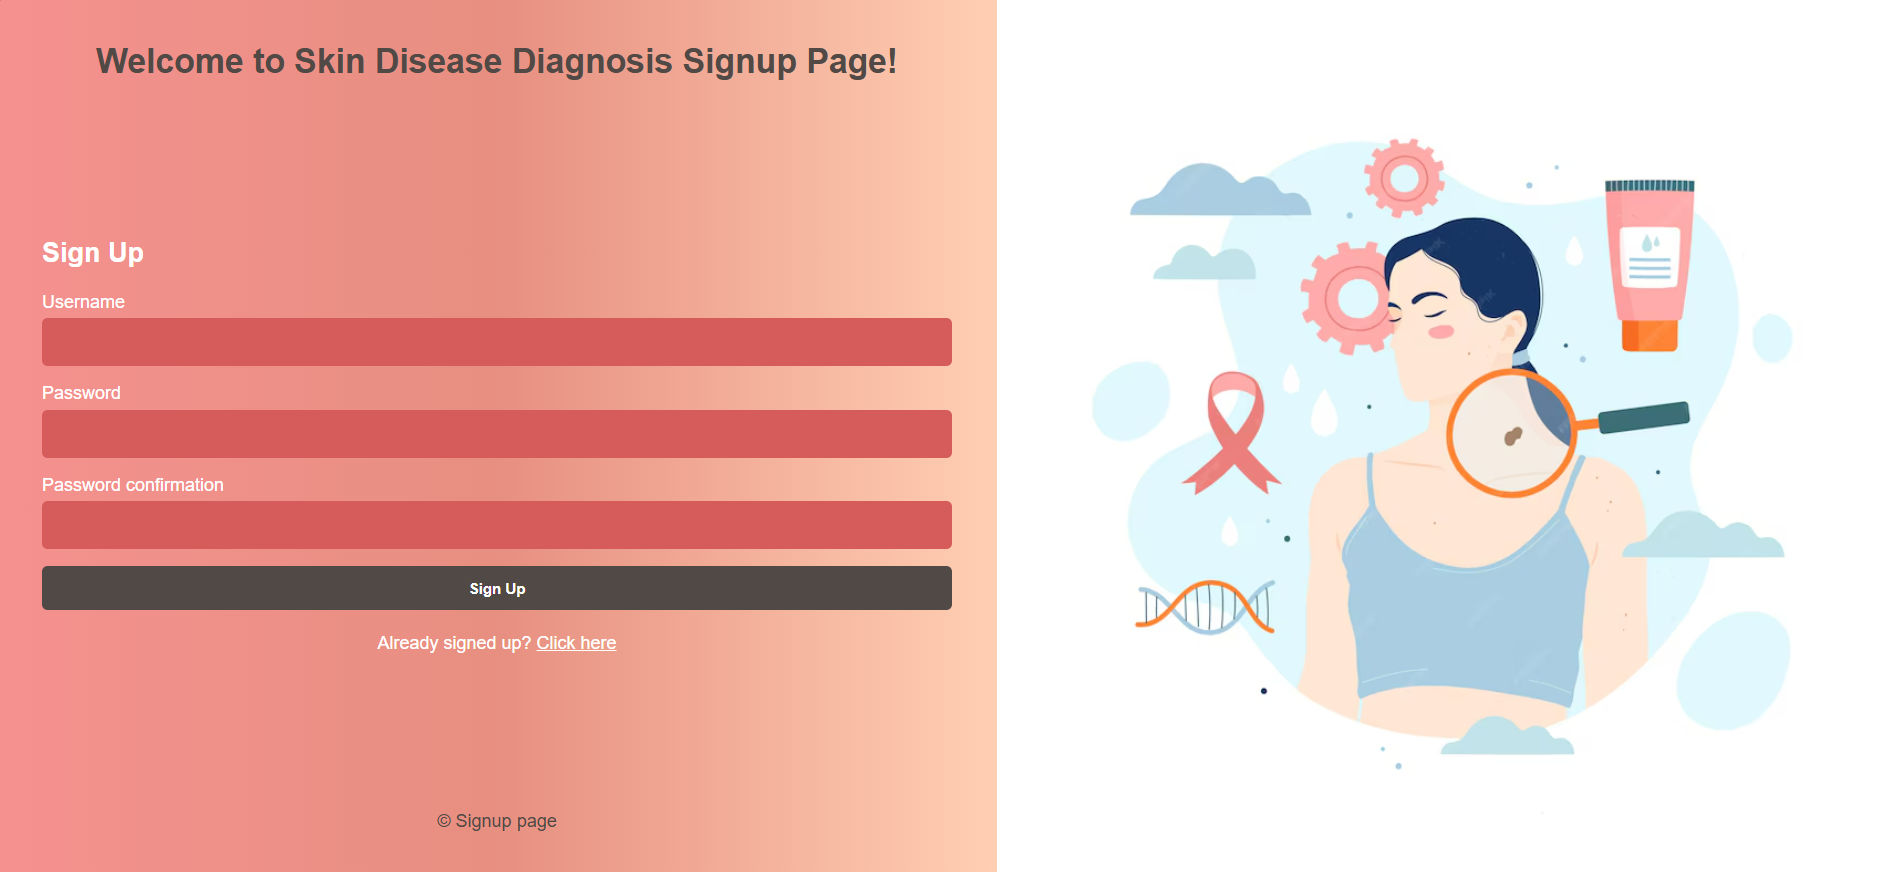 Welcome to Skin Disease Diagnosis Signup Page!
Sign Up
Username
Password
Password confirmation
Sign Up
Already signed up? Click here
© Signup page